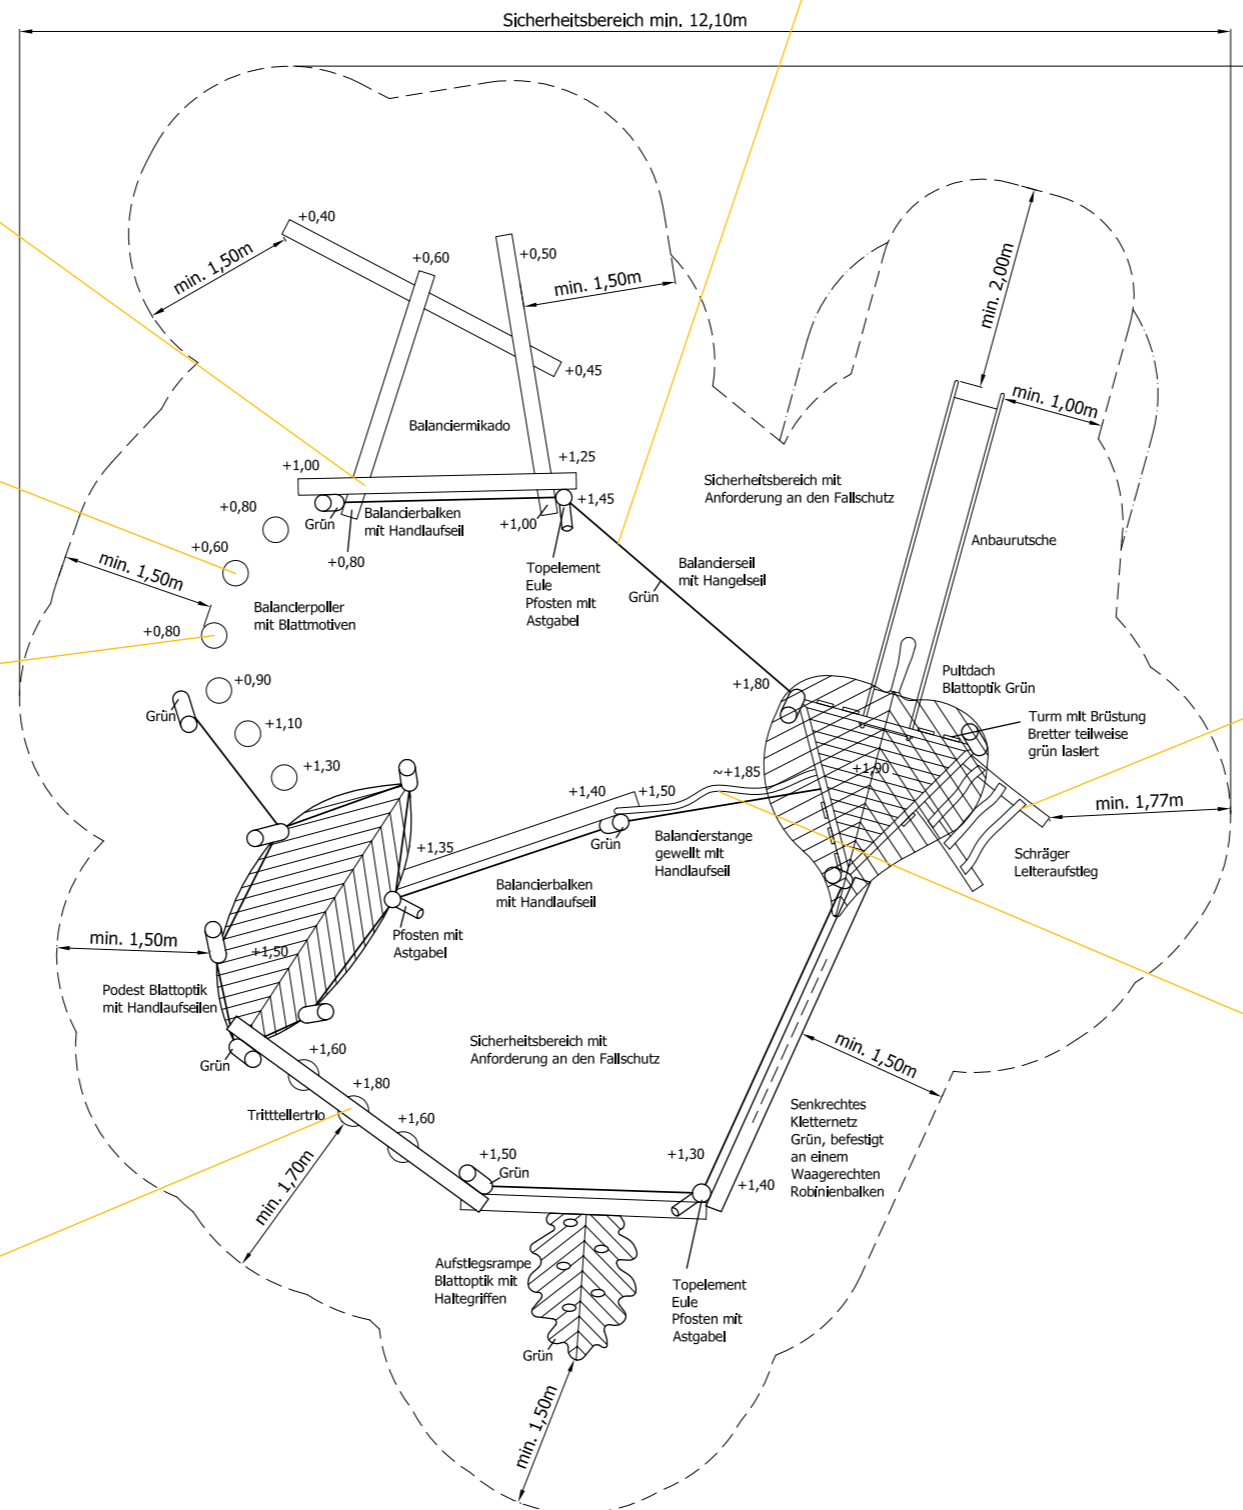 Sicherheitsbereich min. 12,10m
+0,40
+0,60
+0,50
min. 1,50m
min. 1,50m
min. 2,00m
+0,45
min. 1,00m
Balanciermikado
+1,00
+1,25
+1,45
Sicherheitsbereich mit
Anforderung an den Fallschutz
+0,80
Grün
Balancierbalken
mit Handlaufseil
+1,00
+0,60
+0,80
Anbaurutsche
min. 1,50m
Topelement
Eule
Pfosten mit
Astgabel
Balancierseil
mit Hangelseil
Grün
Balancierpoller
mit Blattmotiven
+0,80
+0,90
+1,80
Pultdach
Blattoptik Grün
Grün
+1,10
Turm mit Brüstung
Bretter teilweise
grün lasiert
+1,30
~+1,85
+1,90
+1,40
+1,50
min. 1,77m
+1,35
Grün
Balancierstange
gewellt mit
Handlaufseil
Schräger
Leiteraufstieg
Balancierbalken
mit Handlaufseil
min. 1,50m
+1,50
Pfosten mit
Astgabel
Podest Blattoptik
mit Handlaufseilen
Sicherheitsbereich mit
Anforderung an den Fallschutz
min. 1,50m
Grün
+1,60
+1,80
Tritttellertrio
+1,60
Senkrechtes
Kletternetz
Grün, befestigt
an einem
Waagerechten
Robinienbalken
+1,50
Grün
+1,30
+1,40
min. 1,70m
Aufstiegsrampe
Blattoptik mit
Haltegriffen
Topelement
Eule
Pfosten mit
Astgabel
Grün
min. 1,50m